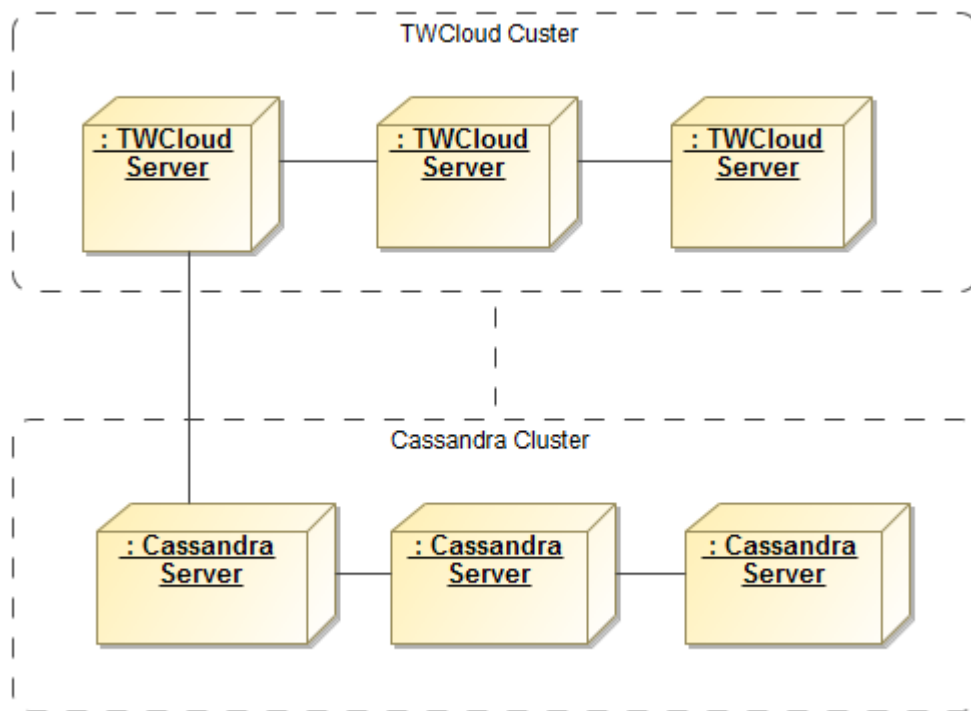 TWCloud Custer
: TWCloud
Server
: TWCloud
Server
: TWCloud
Server
Cassandra Cluster
: Cassandra
Server
: Cassandra
Server
: Cassandra
Server